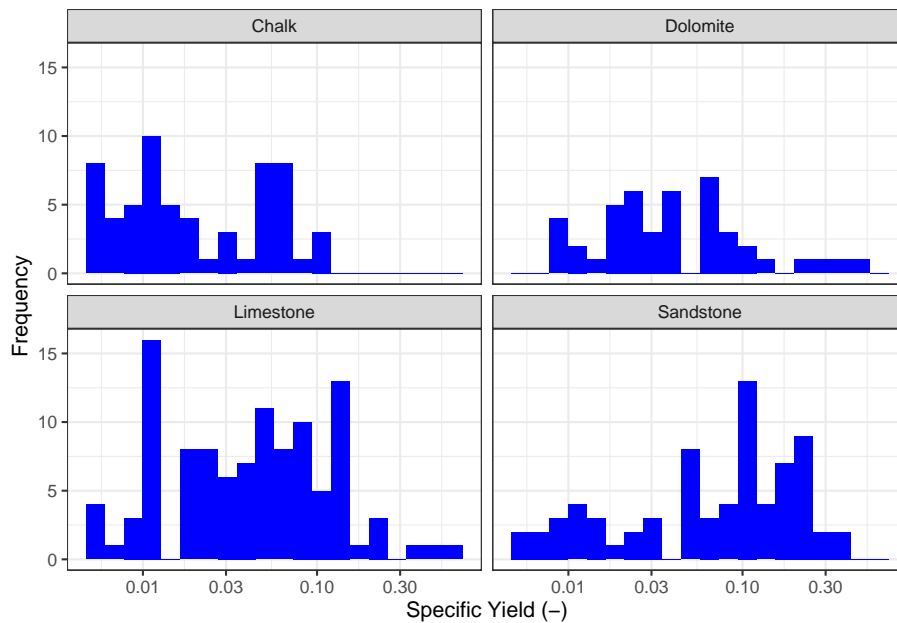 Chalk
Dolomite
15
10
5
0
Limestone
Sandstone
15
10
5
0
Frequency
0.01 0.03 0.10 0.30 0.01 0.03 0.10 0.30
Specific Yield (−)